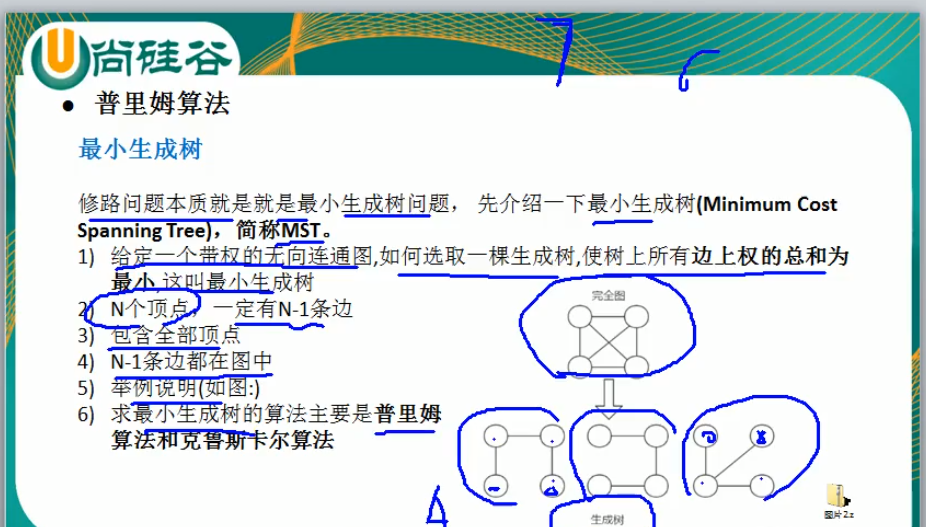 尚硅谷
7 6
● 普里姆算法
最小生成树
修路问题本质就是就是最小生成树问题， 先介绍一下最小生成树(Minimum Cost
Spanning Tree)，简称MST。
1) 给定一个带权的无向连通图,如何选取一棵生成树,使树上所有边上权的总和为
最小,这叫最小生成树
2) N个顶点，一定有N-1条边
完全图
3) 包含全部顶点
4) N-1条边都在图中
5) 举例说明(如图:)
6) 求最小生成树的算法主要是普里姆
算法和克鲁斯卡尔算法
图片2.z
生成树